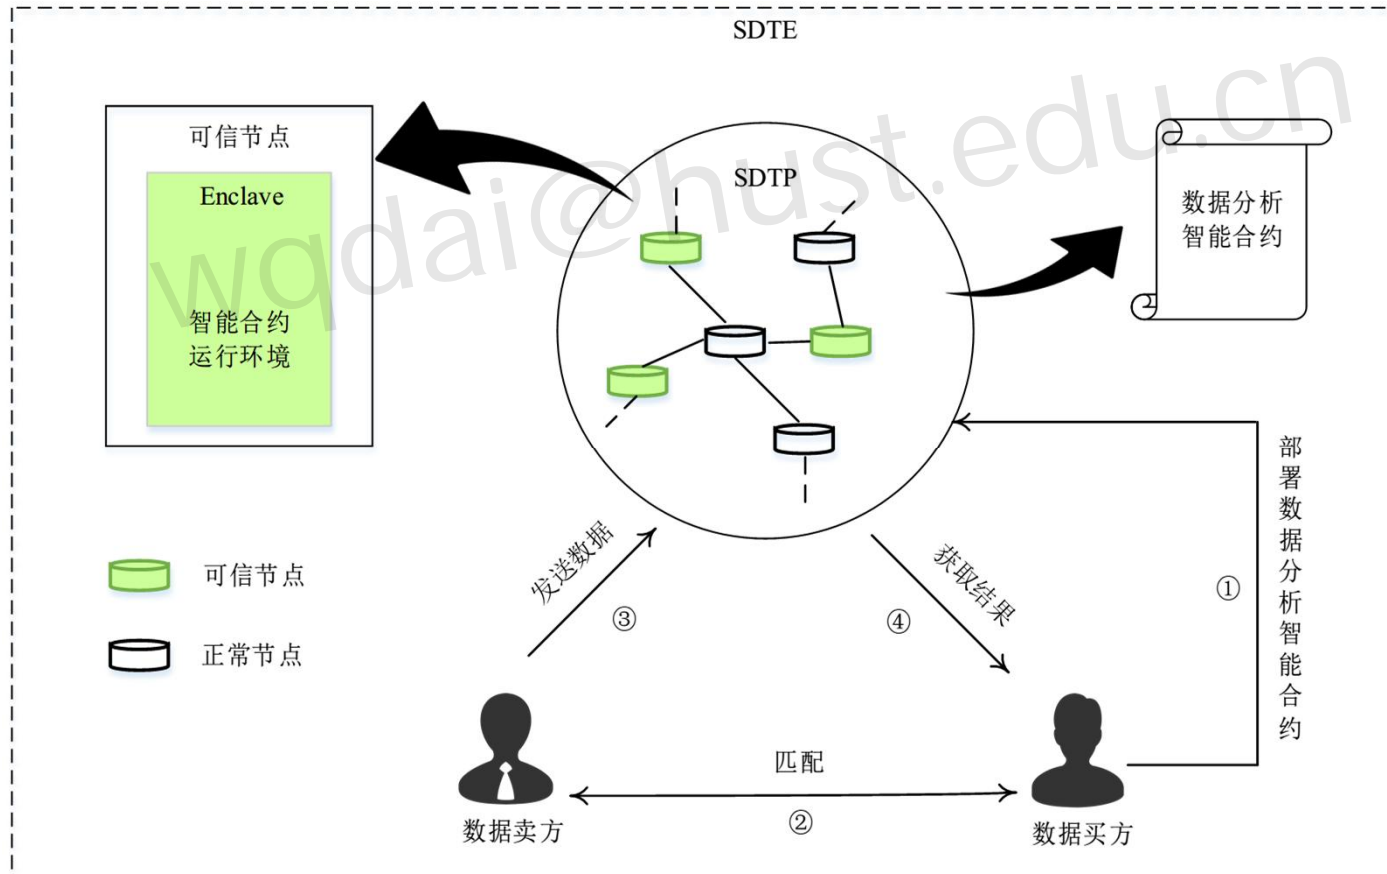 SDTE
wqdai@hust.edu.cn
可信节点
Enclave
智能合约
运行环境
SDTP
数据分析
智能合约
可信节点
正常节点
发送数据
③
获取结果
④
①
部署数据分析智能合约
匹配
②
数据卖方
数据买方